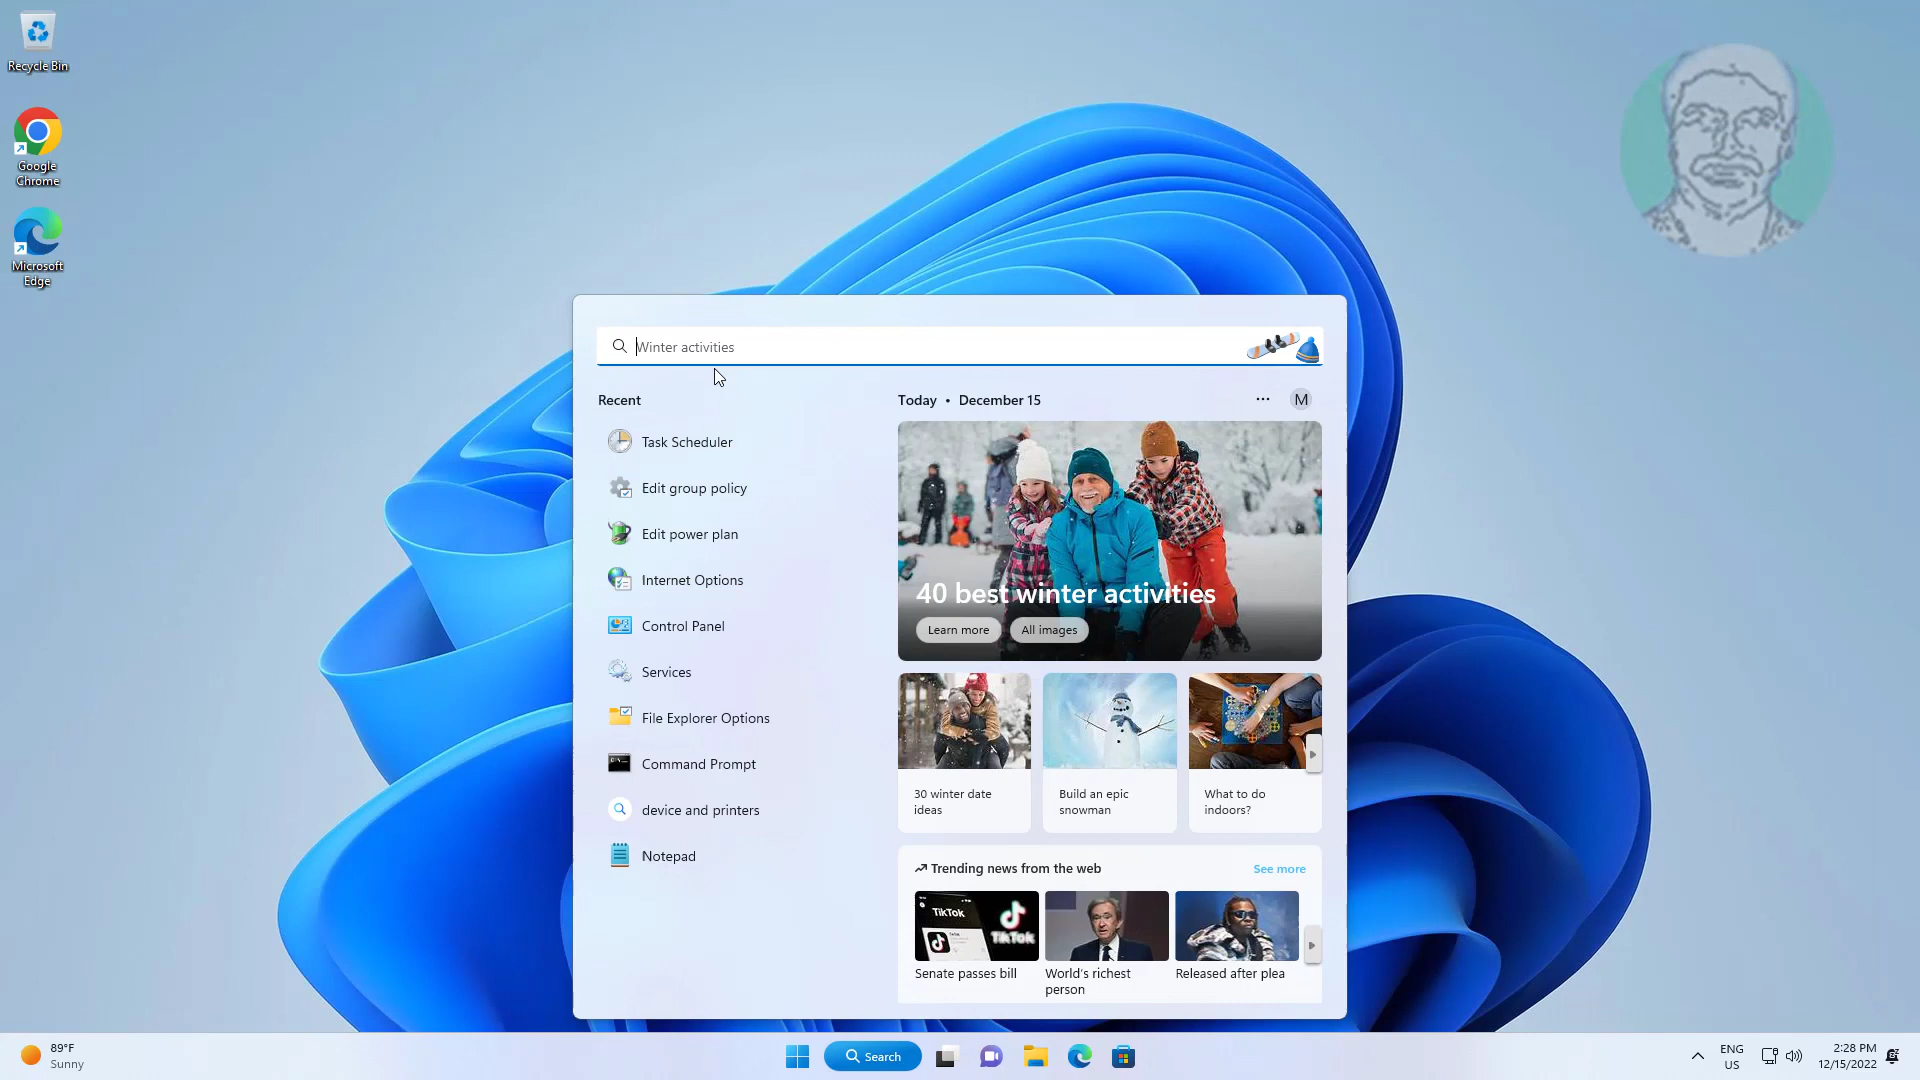 Recycle Bin
Google
Chrome
Microsoft
Edge
Winter activities
Recent
Task Scheduler
Edit group policy
Edit power plan
Internet Options
Control Panel
Services
File Explorer Options
Command Prompt
device and printers
Notepad
Today • December 15
M
40 best winter activities
Learn more
All images
30 winter date
ideas
Build an epic
snowman
What to do
indoors?
Trending news from the web
See more
TikTok
TikTok
Senate passes bill
World's richest
person
Released after plea
89°F
Sunny
Search
ENG
US
2:28 PM
12/15/2022